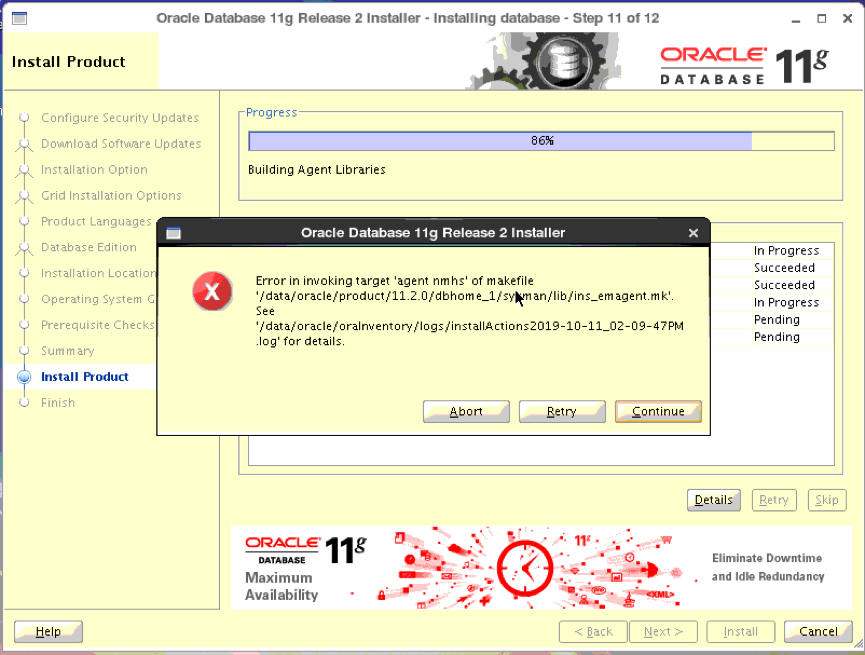 Oracle Database 11g Release 2 Installer - Installing database - Step 11 of 12
Install Product
ORACLE
DATABASE 11g
Configure Security Updates
Download Software Updates
Installation Option
Grid Installation Options
Product Languages
Database Edition
Installation Location
Operating System G
Prerequisite Checks
Summary
Install Product
Finish
Progress
86%
Building Agent Libraries
In Progress
Succeeded
Succeeded
In Progress
Pending
Pending
Oracle Database 11g Release 2 Installer
Error in invoking target 'agent nmhs' of makefile
'/data/oracle/product/11.2.0/dbhome_1/sysman/lib/ins_emagent.mk'.
See
'/data/oracle/oraInventory/logs/installActions2019-10-11_02-09-47PM
.log' for details.
Abort
Retry
Continue
Details
Retry
Skip
ORACLE
DATABASE 11g
Maximum
Availability
11g
<XML>
Eliminate Downtime
and Idle Redundancy
Help
< Back
Next >
Install
Cancel